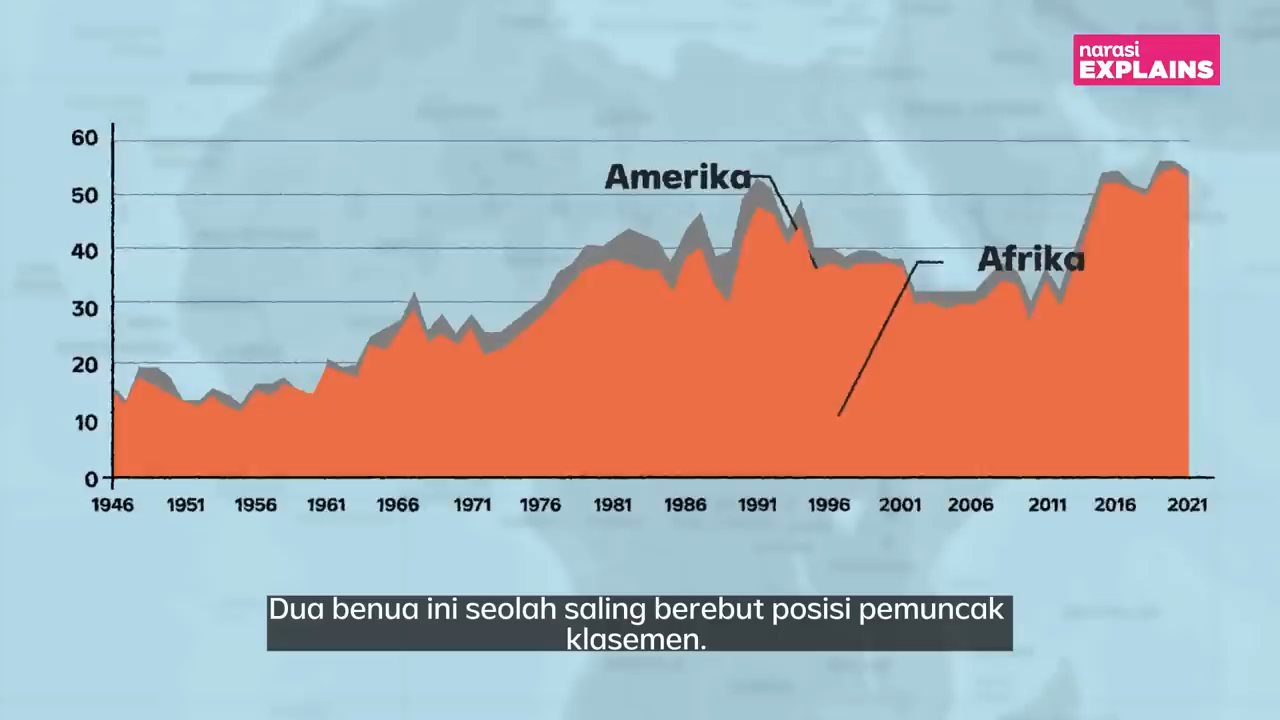 narasi
EXPLAINS
60
50
40
30
20
10
0
Amerika
Afrika
1946 1951 1956 1961 1966 1971 1976 1981 1986 1991 1996 2001 2006 2011 2016 2021
Dua benua ini seolah saling berebut posisi pemuncak
klasemen.